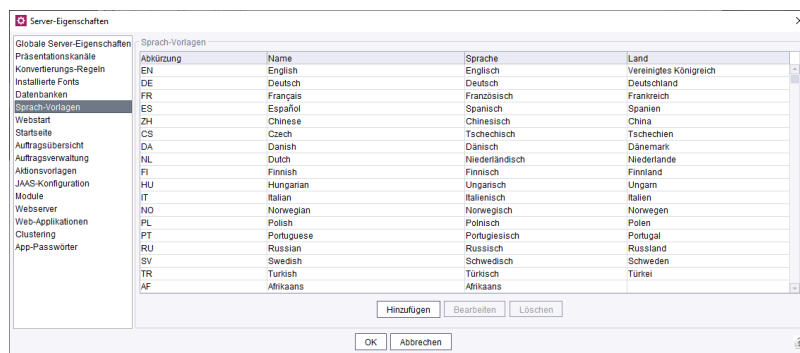 Server-Eigenschaften
Globale Server-Eigenschaften
Präsentationskanäle
Konvertierungs-Regeln
Installierte Fonts
Datenbanken
Sprach-Vorlagen
Webstart
Startseite
Auftragsübersicht
Auftragsverwaltung
Aktionsvorlagen
JAAS-Konfiguration
Module
Webserver
Web-Applikationen
Clustering
App-Passwörter
Sprach-Vorlagen
Abkürzung Name Sprache Land
EN English Englisch Vereinigtes Königreich
DE Deutsch Deutsch Deutschland
FR Français Französisch Frankreich
ES Español Spanisch Spanien
ZH Chinese Chinesisch China
CS Czech Tschechisch Tschechien
DA Danish Dänisch Dänemark
NL Dutch Niederländisch Niederlande
FI Finnish Finnisch Finnland
HU Hungarian Ungarisch Ungarn
IT Italian Italienisch Italien
NO Norwegian Norwegisch Norwegen
PL Polish Polnisch Polen
PT Portuguese Portugiesisch Portugal
RU Russian Russisch Russland
SV Swedish Schwedisch Schweden
TR Turkish Türkisch Türkei
AF Afrikaans Afrikaans
Hinzufügen Bearbeiten Löschen
OK Abbrechen